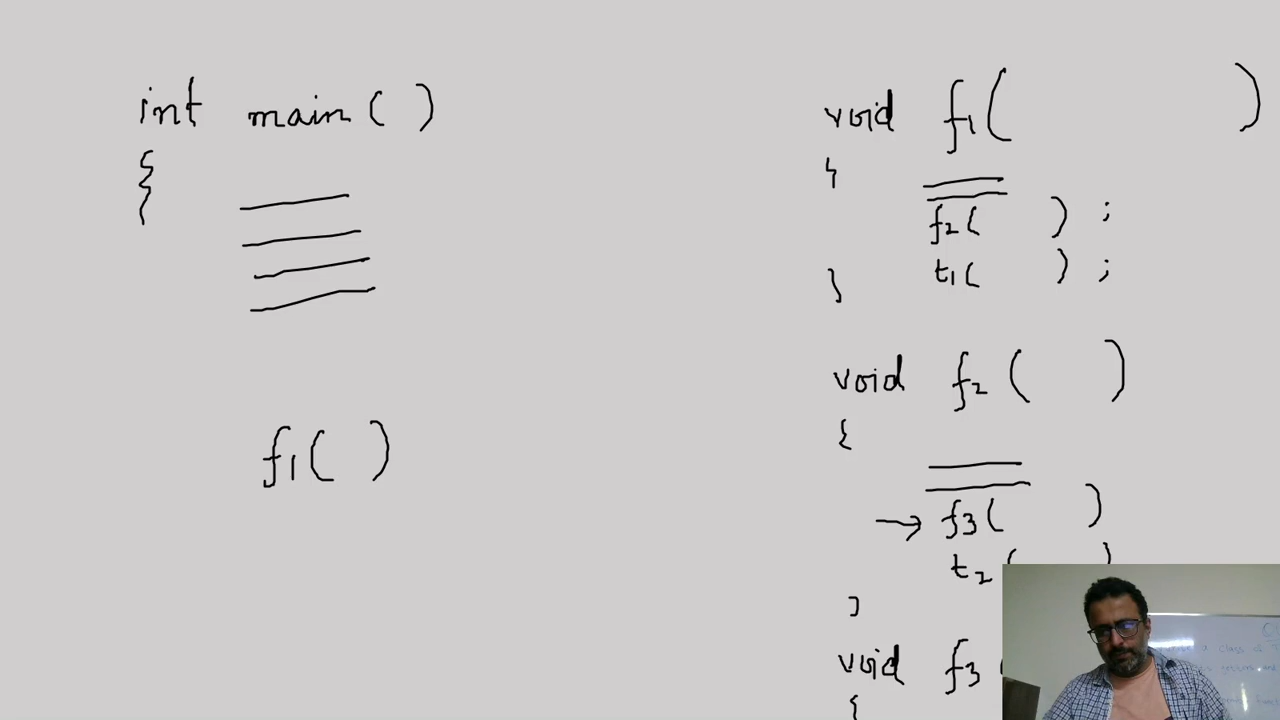 int main( )
{
f1( )
void f1( )
{
f2( ) ;
t1( ) ;
}
void f2 ( )
{
→ f3( )
t2 ( )
}
void f3 (
{